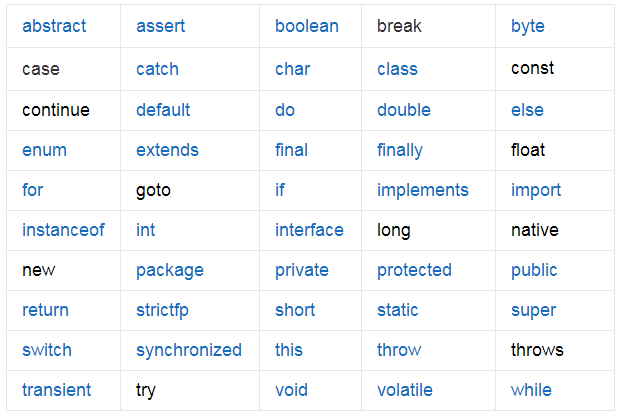 abstract assert boolean break byte
case catch char class const
continue default do double else
enum extends final finally float
for goto if implements import
instanceof int interface long native
new package private protected public
return strictfp short static super
switch synchronized this throw throws
transient try void volatile while